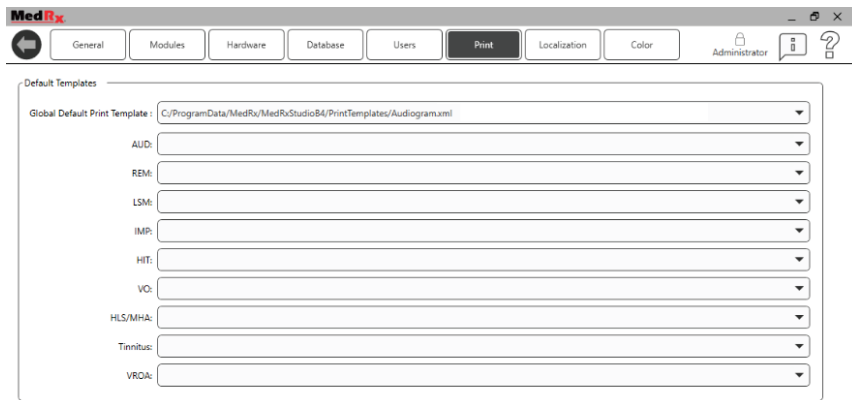 MedRx
General Modules Hardware Database Users Print Localization Color Administrator
Default Templates
Global Default Print Template : C:/ProgramData/MedRx/MedRxStudioB4/PrintTemplates/Audiogram.xml
AUD:
REM:
LSM:
IMP:
HIT:
VO:
HLS/MHA:
Tinnitus:
VROA: